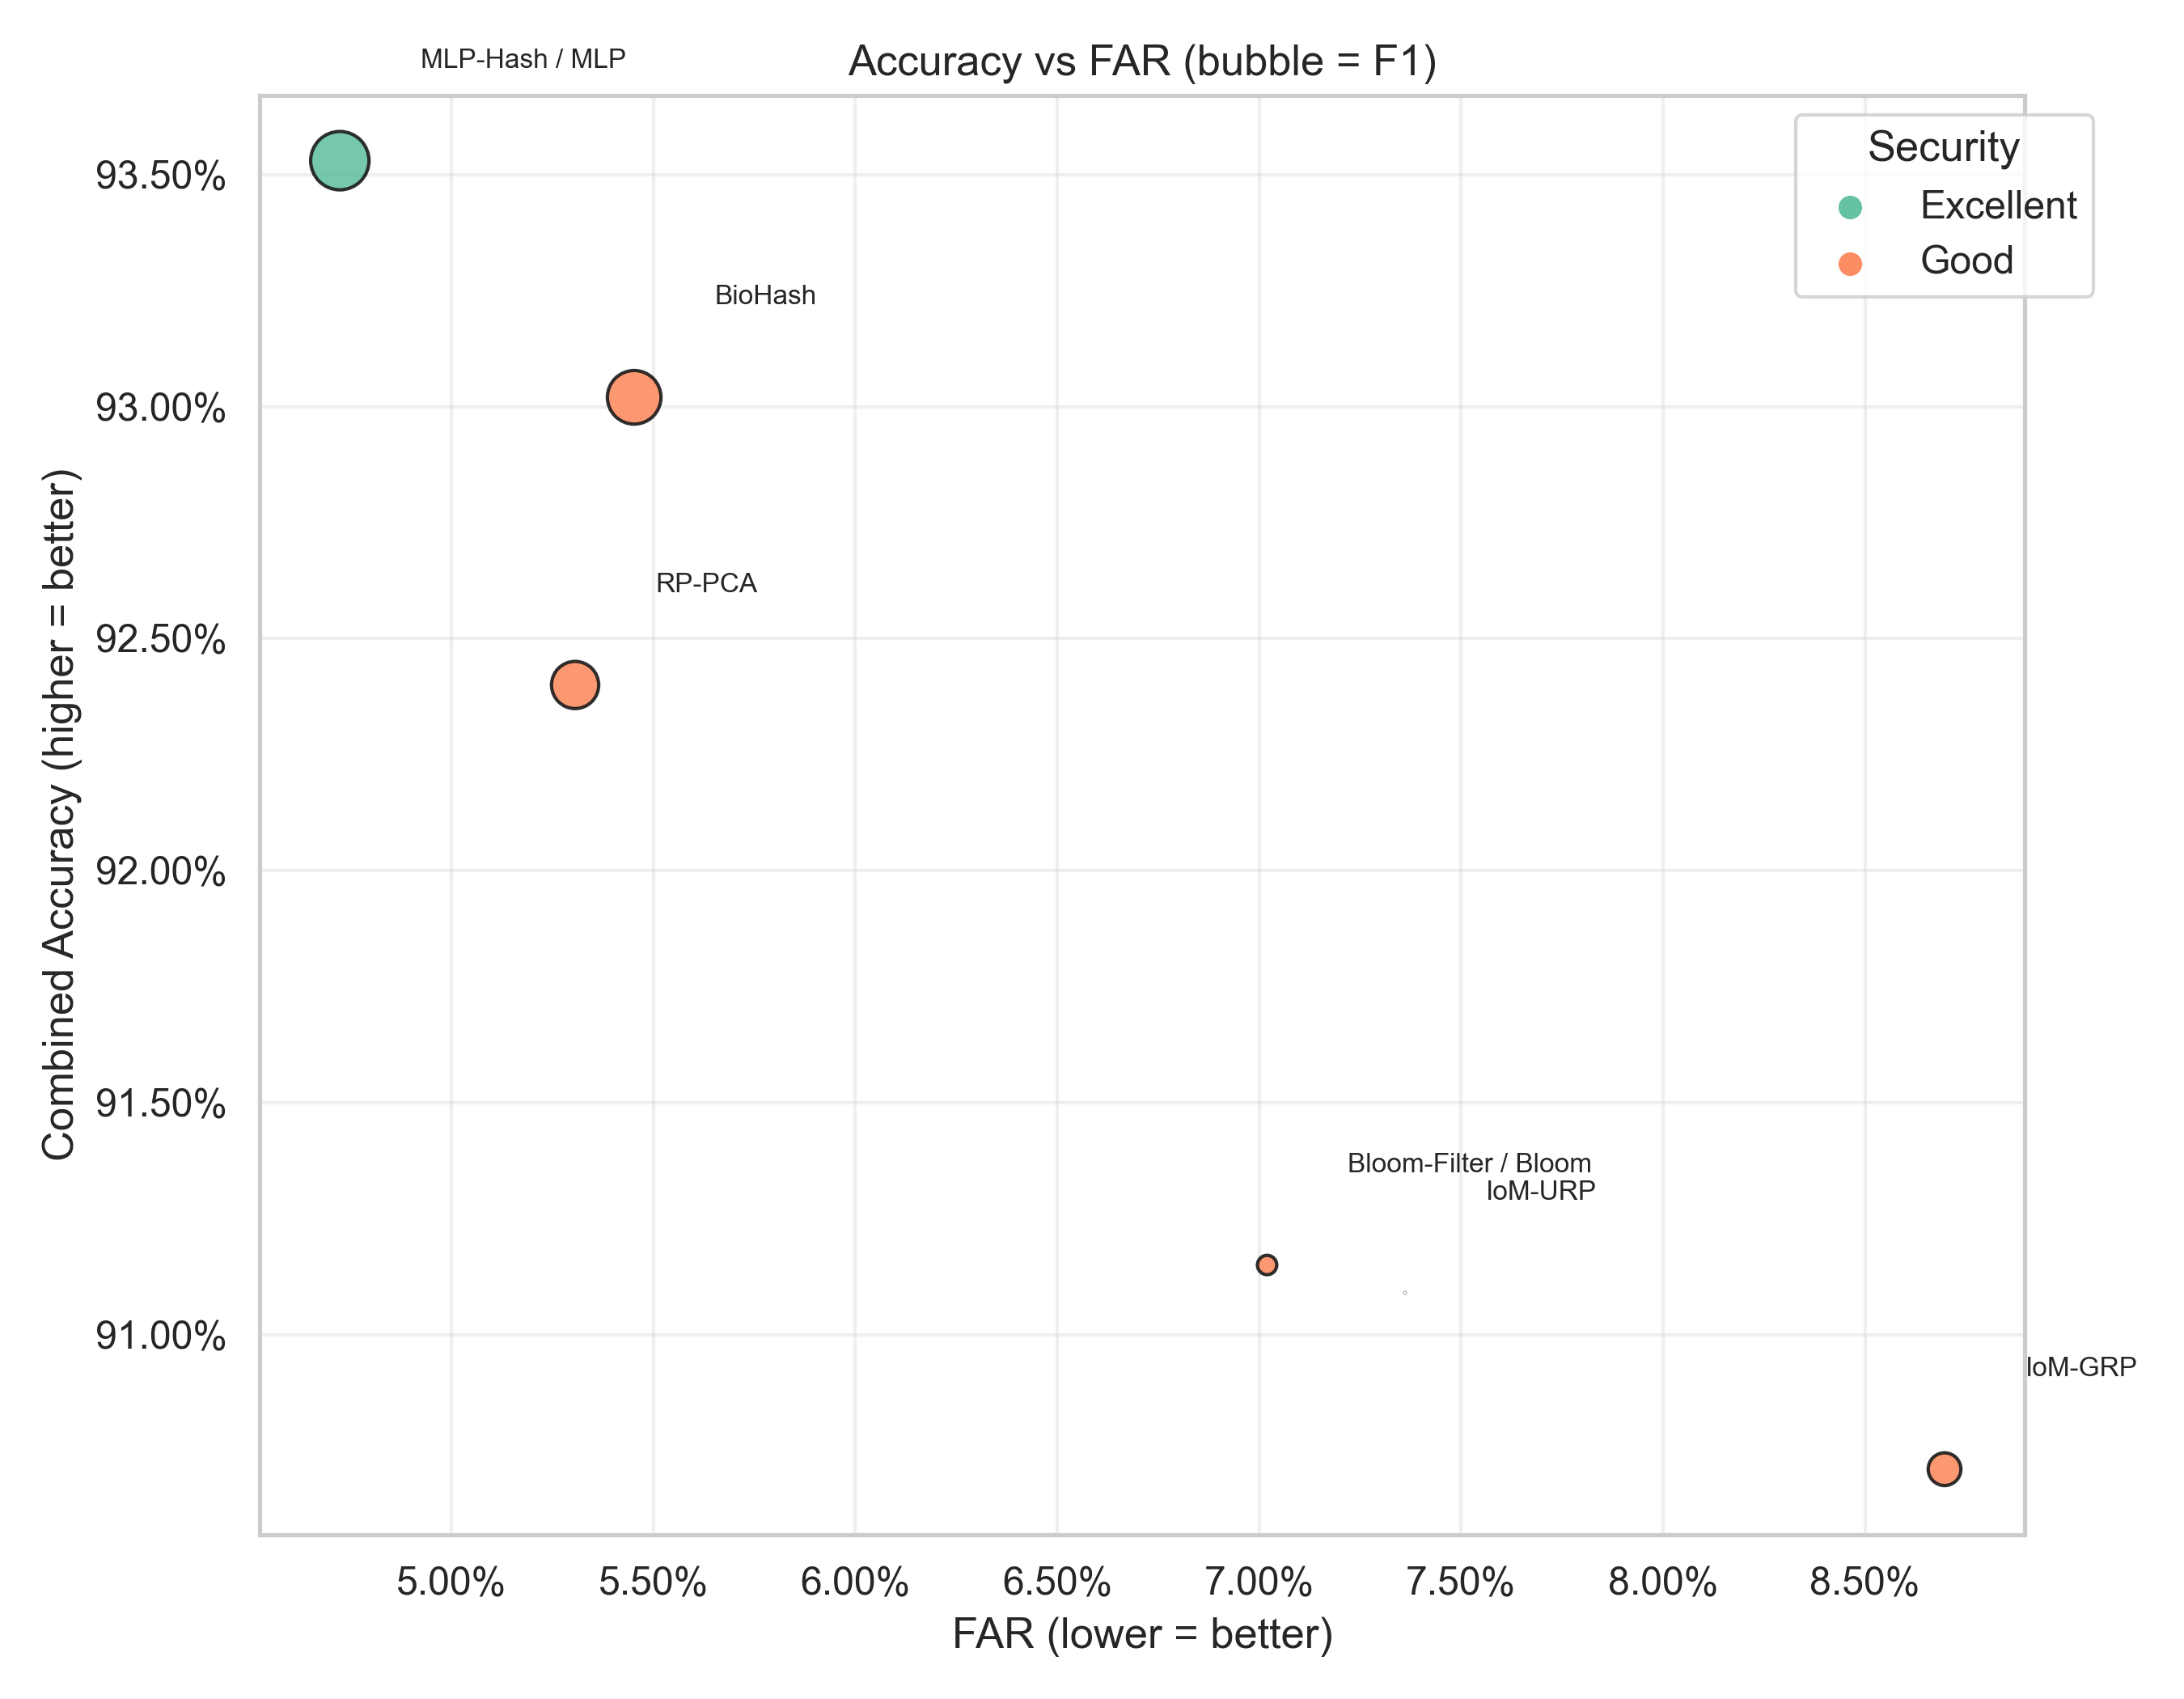 MLP-Hash / MLP
Accuracy vs FAR (bubble = F1)
Security
Excellent
Good
BioHash
RP-PCA
Bloom-Filter / Bloom
IoM-URP
IoM-GRP
Combined Accuracy (higher = better)
93.50%
93.00%
92.50%
92.00%
91.50%
91.00%
5.00% 5.50% 6.00% 6.50% 7.00% 7.50% 8.00% 8.50%
FAR (lower = better)